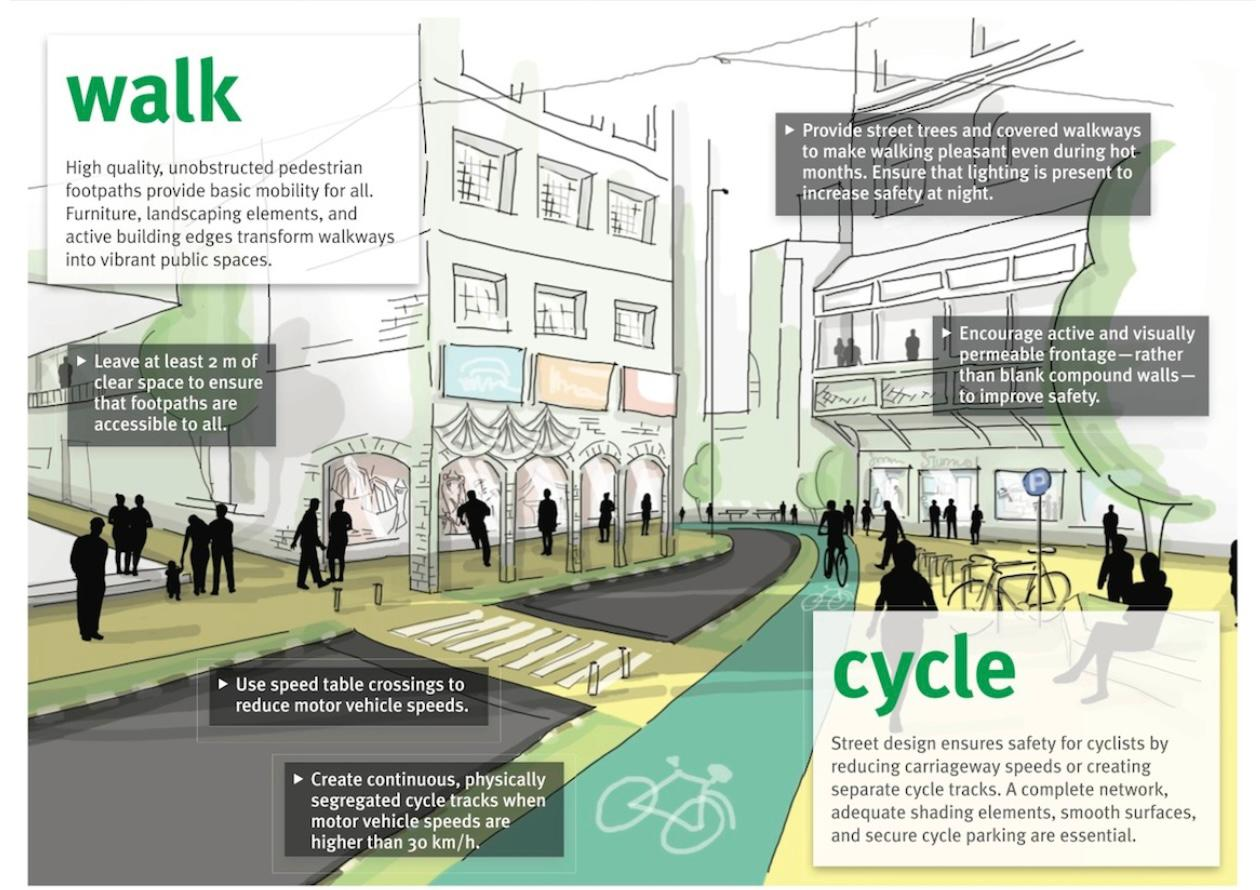 walk
High quality, unobstructed pedestrian
footpaths provide basic mobility for all.
Furniture, landscaping elements, and
active building edges transform walkways
into vibrant public spaces.
▶ Provide street trees and covered walkways
to make walking pleasant even during hot
months. Ensure that lighting is present to
increase safety at night.
▶ Leave at least 2 m of
clear space to ensure
that footpaths are
accessible to all.
▶ Encourage active and visually
permeable frontage—rather
than blank compound walls—
to improve safety.
P
▶ Use speed table crossings to
reduce motor vehicle speeds.
▶ Create continuous, physically
segregated cycle tracks when
motor vehicle speeds are
higher than 30 km/h.
cycle
Street design ensures safety for cyclists by
reducing carriageway speeds or creating
separate cycle tracks. A complete network,
adequate shading elements, smooth surfaces,
and secure cycle parking are essential.